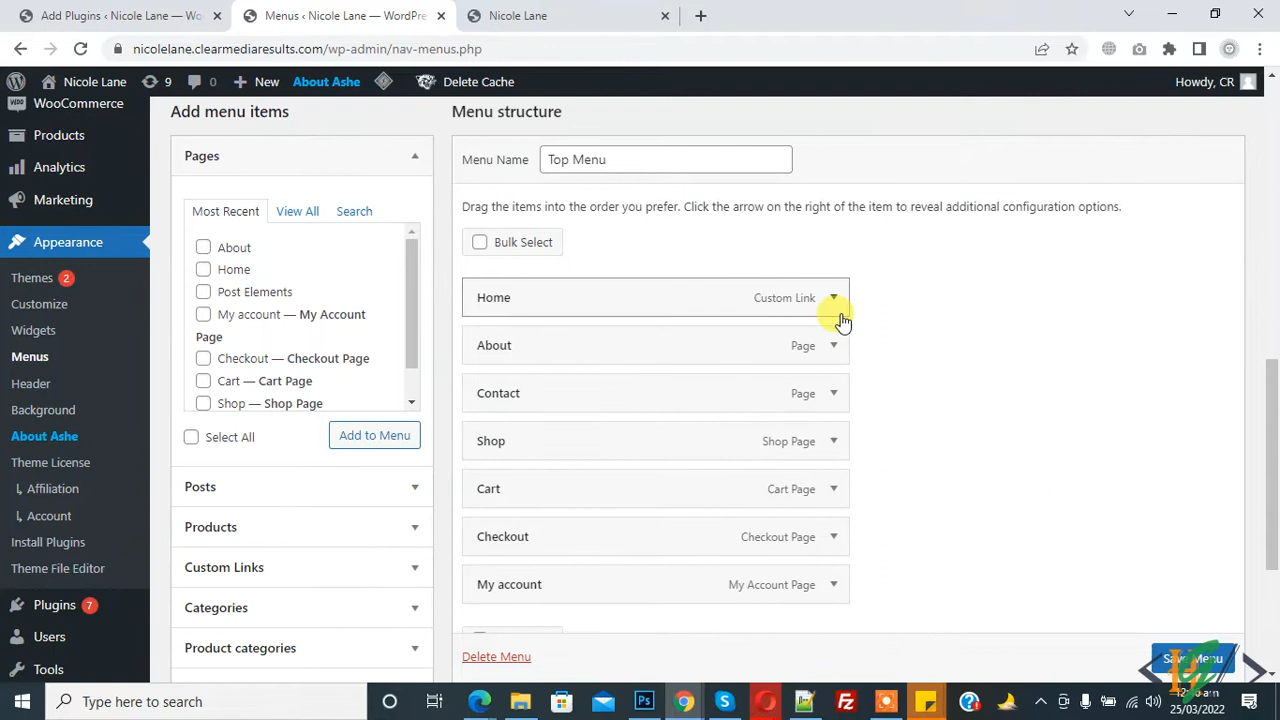 Add Plugins ‹ Nicole Lane — Wo
Menus ‹ Nicole Lane — WordPre
Nicole Lane
nicolelane.clearmediaresults.com/wp-admin/nav-menus.php
Nicole Lane 9 0 New About Ashe Delete Cache Howdy, CR
WooCommerce
Products
Analytics
Marketing
Appearance
Themes 2
Customize
Widgets
Menus
Header
Background
About Ashe
Theme License
↳ Affiliation
↳ Account
Install Plugins
Theme File Editor
Plugins 7
Users
Tools
Add menu items
Pages
Most Recent View All Search
About
Home
Post Elements
My account — My Account
Page
Checkout — Checkout Page
Cart — Cart Page
Shop — Shop Page
Select All
Add to Menu
Posts
Products
Custom Links
Categories
Product categories
Menu structure
Menu Name Top Menu
Drag the items into the order you prefer. Click the arrow on the right of the item to reveal additional configuration options.
Bulk Select
Home Custom Link
About Page
Contact Page
Shop Shop Page
Cart Cart Page
Checkout Checkout Page
My account My Account Page
Delete Menu
Save Menu
Type here to search
25/03/2022